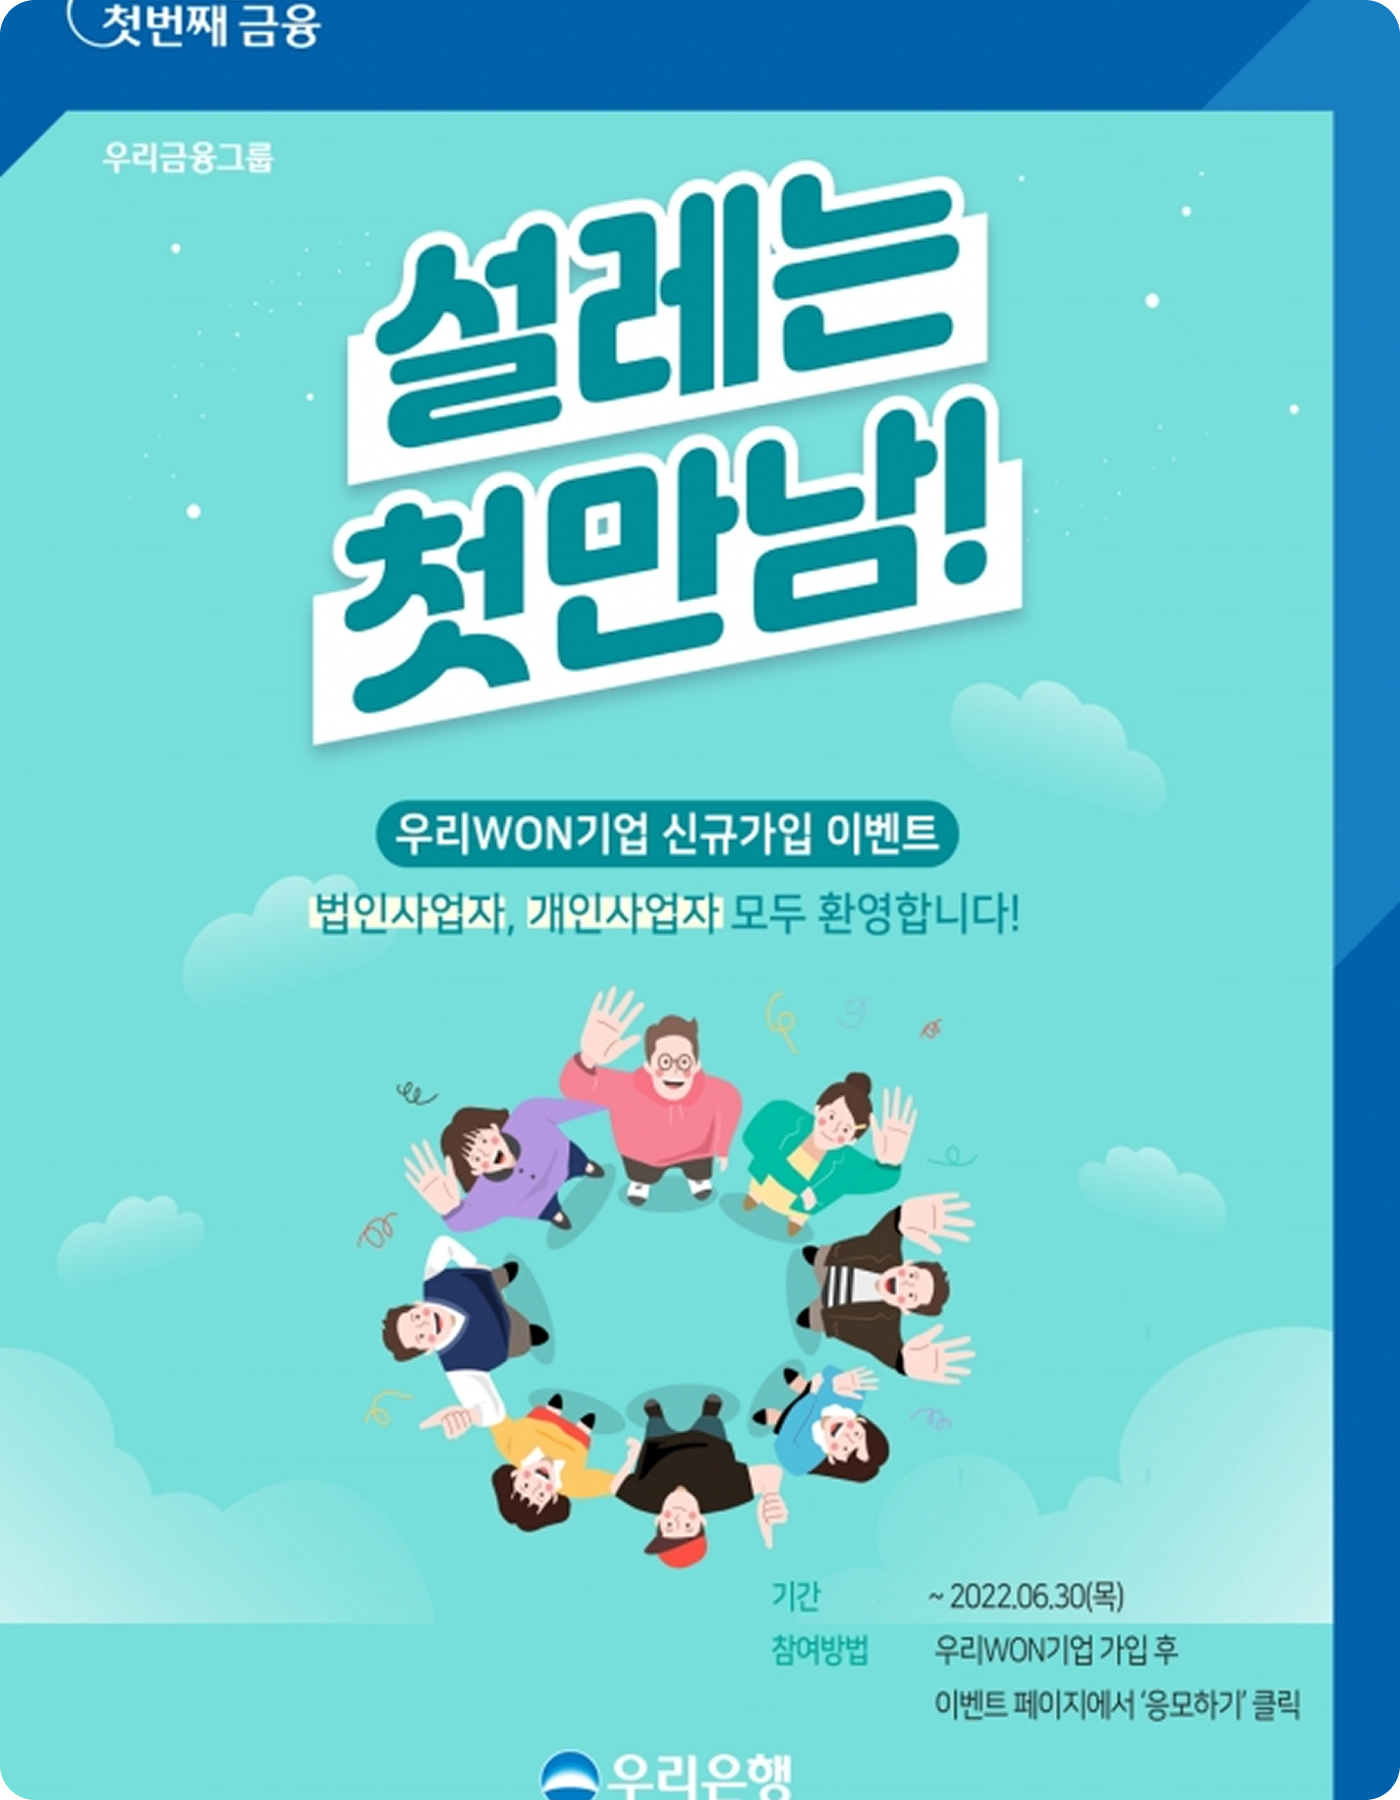 첫번째 금융
우리금융그룹
설레는
첫만남!
우리WON기업 신규가입 이벤트
법인사업자, 개인사업자 모두 환영합니다!
기간 ~ 2022.06.30(목)
참여방법 우리WON기업 가입 후
이벤트 페이지에서 ‘응모하기’ 클릭
우리은행